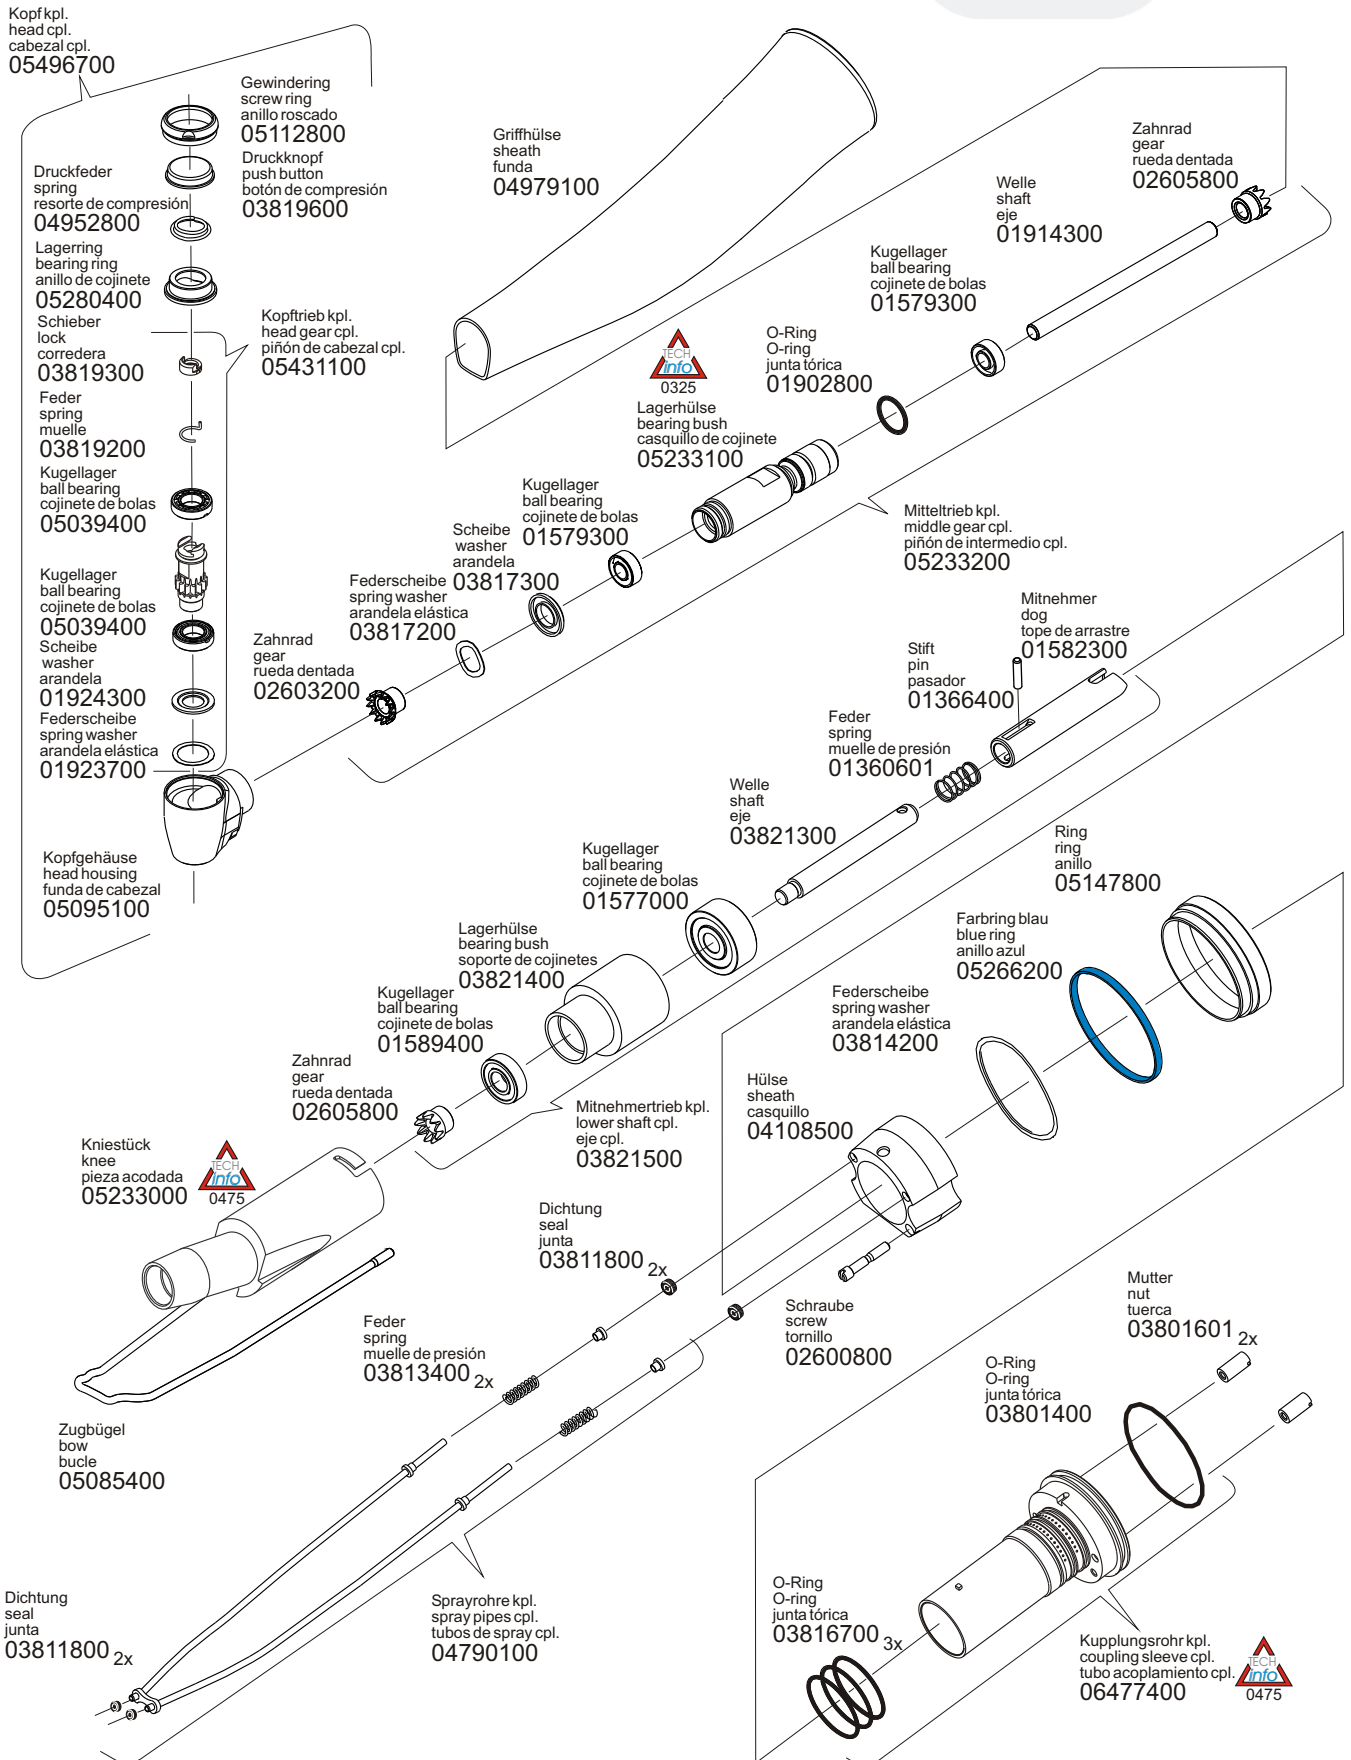 Kopf kpl.
head cpl.
cabezal cpl.
05496700
Gewindering
screw ring
anillo roscado
05112800
Druckknopf
push button
botón de compresión
03819600
Druckfeder
spring
resorte de compresión
04952800
Lagerring
bearing ring
anillo de cojinete
05280400
Schieber
lock
corredera
03819300
Kopftrieb kpl.
head gear cpl.
piñón de cabezal cpl.
05431100
Feder
spring
muelle
03819200
Kugellager
ball bearing
cojinete de bolas
05039400
Kugellager
ball bearing
cojinete de bolas
05039400
Scheibe
washer
arandela
01924300
Federscheibe
spring washer
arandela elástica
01923700
Kopfgehäuse
head housing
funda de cabezal
05095100
Griffhülse
sheath
funda
04979100
Zahnrad
gear
rueda dentada
02605800
Welle
shaft
eje
01914300
Kugellager
ball bearing
cojinete de bolas
01579300
O-Ring
O-ring
junta tórica
01902800
TECH
info
0325
Lagerhülse
bearing bush
casquillo de cojinete
05233100
Kugellager
ball bearing
cojinete de bolas
01579300
Scheibe
washer
arandela
03817300
Federscheibe
spring washer
arandela elástica
03817200
Zahnrad
gear
rueda dentada
02603200
Mitteltrieb kpl.
middle gear cpl.
piñón de intermedio cpl.
05233200
Mitnehmer
dog
tope de arrastre
01582300
Stift
pin
pasador
01366400
Feder
spring
muelle de presión
01360601
Welle
shaft
eje
03821300
Kugellager
ball bearing
cojinete de bolas
01577000
Lagerhülse
bearing bush
soporte de cojinetes
03821400
Kugellager
ball bearing
cojinete de bolas
01589400
Zahnrad
gear
rueda dentada
02605800
Mitnehmertrieb kpl.
lower shaft cpl.
eje cpl.
03821500
Ring
ring
anillo
05147800
Farbring blau
blue ring
anillo azul
05266200
Federscheibe
spring washer
arandela elástica
03814200
Hülse
sheath
casquillo
04108500
Kniestück
knee
pieza acodada
05233000
TECH
info
0475
Dichtung
seal
junta
03811800 2x
Schraube
screw
tornillo
02600800
Feder
spring
muelle de presión
03813400 2x
Zugbügel
bow
bucle
05085400
Mutter
nut
tuerca
03801601 2x
O-Ring
O-ring
junta tórica
03801400
Dichtung
seal
junta
03811800 2x
Sprayrohre kpl.
spray pipes cpl.
tubos de spray cpl.
04790100
O-Ring
O-ring
junta tórica
03816700 3x
Kupplungsrohr kpl.
coupling sleeve cpl.
tubo acoplamiento cpl.
06477400
TECH
info
0475